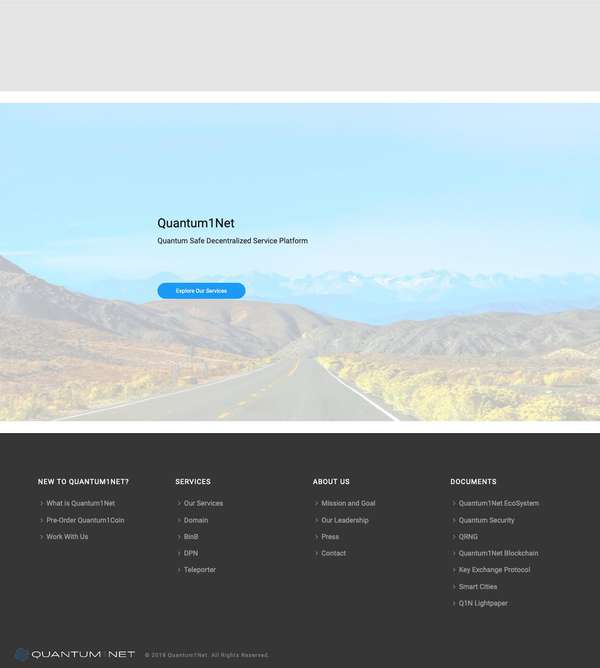 Quantum1Net
Quantum Safe Decentralized Service Platform
Explore Our Services
NEW TO QUANTUM1NET?
What is Quantum1Net
Pre-Order Quantum1Coin
Work With Us
SERVICES
Our Services
Domain
BinB
DPN
Teleporter
ABOUT US
Mission and Goal
Our Leadership
Press
Contact
DOCUMENTS
Quantum1Net EcoSystem
Quantum Security
QRNG
Quantum1Net Blockchain
Key Exchange Protocol
Smart Cities
Q1N Lightpaper
QUANTUM1NET
© 2018 Quantum1Net. All Rights Reserved.